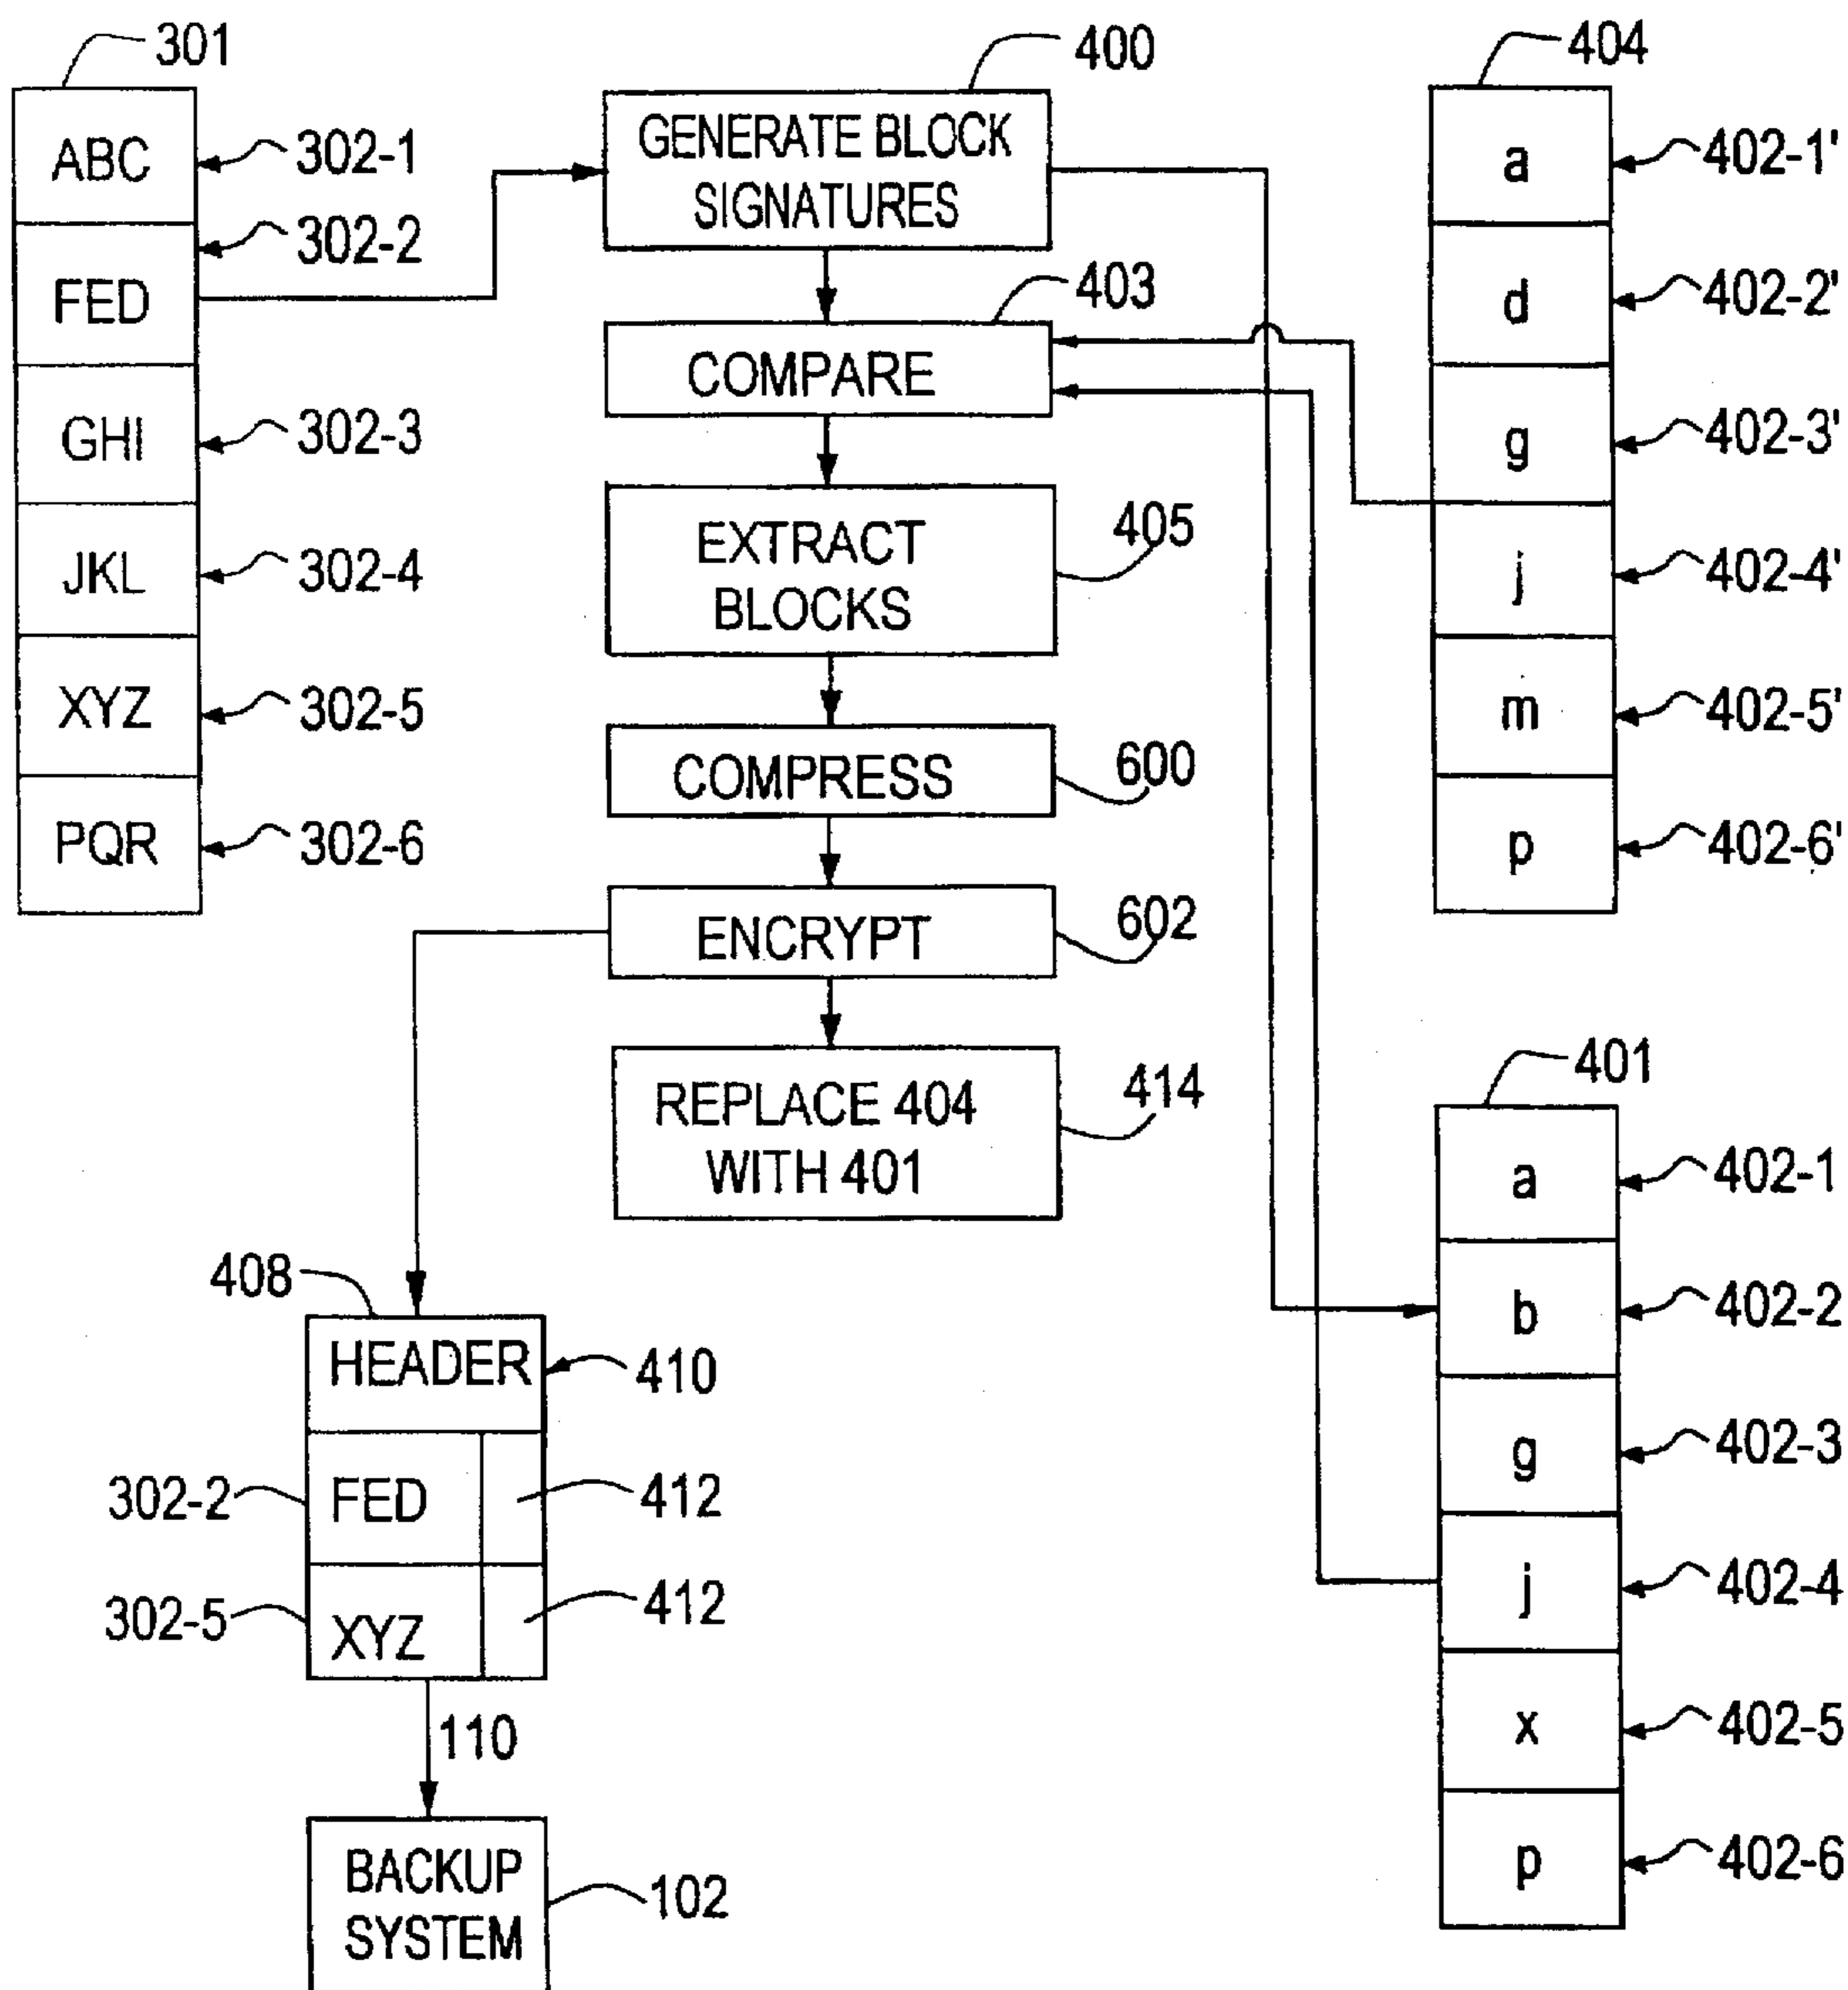 301
ABC
302-1
302-2
FED
GHI
302-3
JKL
302-4
XYZ
302-5
PQR
302-6
400
GENERATE BLOCK
SIGNATURES
403
COMPARE
EXTRACT
BLOCKS
405
COMPRESS
600
ENCRYPT
602
REPLACE 404
WITH 401
414
408
HEADER
410
302-2
FED
412
302-5
XYZ
412
110
BACKUP
SYSTEM
102
404
a
402-1'
d
402-2'
g
402-3'
j
402-4'
m
402-5'
p
402-6'
401
a
402-1
b
402-2
g
402-3
j
402-4
x
402-5
p
402-6